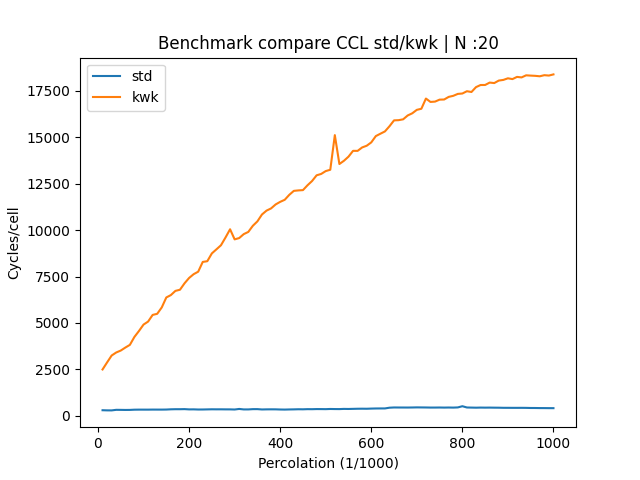 Benchmark compare CCL std/kwk | N :20
std
kwk
17500
15000
12500
10000
7500
5000
2500
0
Cycles/cell
0 200 400 600 800 1000
Percolation (1/1000)